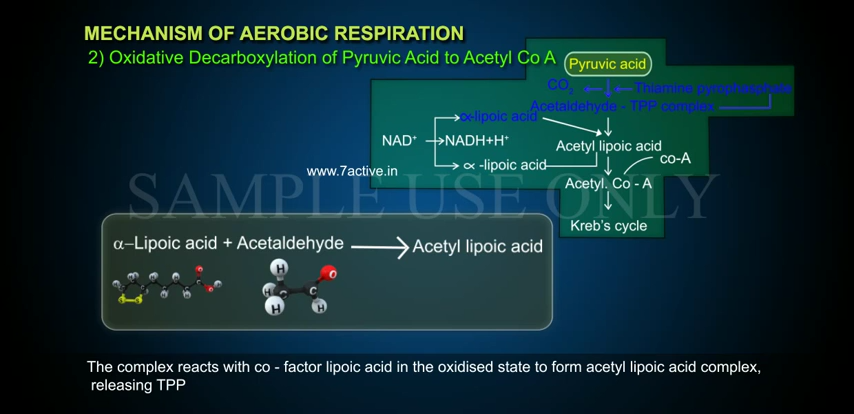 MECHANISM OF AEROBIC RESPIRATION
2) Oxidative Decarboxylation of Pyruvic Acid to Acetyl Co A
Pyruvic acid
CO2 Thiamine pyrophosphate
Acetaldehyde - TPP complex
∝-lipoic acid
NAD+ NADH+H+
Acetyl lipoic acid
∝ -lipoic acid
co-A
www.7active.in
Acetyl. Co - A
SAMPLE USE ONLY
Kreb's cycle
α–Lipoic acid + Acetaldehyde Acetyl lipoic acid
H O
H C C
H H
The complex reacts with co - factor lipoic acid in the oxidised state to form acetyl lipoic acid complex,
releasing TPP